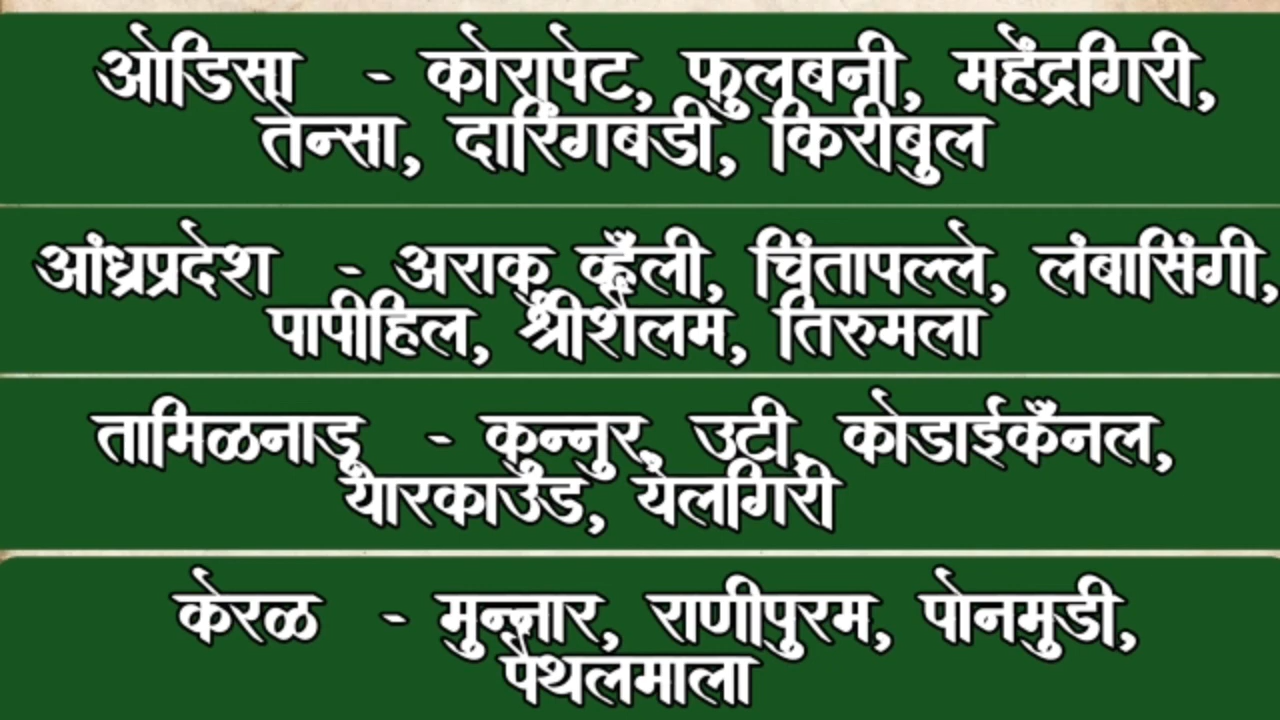 ओडिसा - कोरापेट, फुलबनी, महेंद्रगिरी,
तेन्सा, दारिंगबडी, किरीबुल
आंध्रप्रदेश - अराकु व्हॅली, चिंतापल्ले, लंबासिंगी,
पापीहिल, श्रीशैलम, तिरुमला
तामिळनाडू - कुन्नुर, उटी, कोडाईकॅनल,
यारकाउंड, येलगिरी
केरळ - मुन्नार, राणीपुरम, पोनमुडी,
पैथलमाला